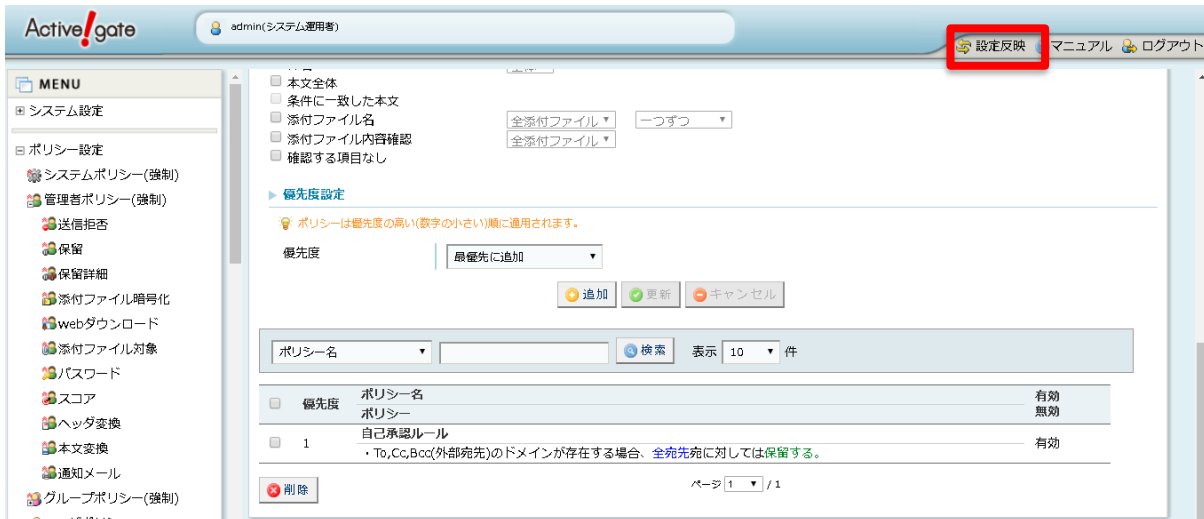 Active!gate
admin(システム運用者)
設定反映 マニュアル ログアウト
MENU
システム設定
ポリシー設定
システムポリシー(強制)
管理者ポリシー(強制)
送信拒否
保留
保留詳細
添付ファイル暗号化
webダウンロード
添付ファイル対象
パスワード
スコア
ヘッダ変換
本文変換
通知メール
グループポリシー(強制)
本文全体
条件に一致した本文
添付ファイル名 全添付ファイル 一つずつ
添付ファイル内容確認 全添付ファイル
確認する項目なし
優先度設定
ポリシーは優先度の高い(数字の小さい)順に適用されます。
優先度 最優先に追加
追加 更新 キャンセル
ポリシー名 検索 表示 10 件
優先度 ポリシー名 有効
ポリシー 無効
1 自己承認ルール 有効
・To,Cc,Bcc(外部宛先)のドメインが存在する場合、全宛先宛に対しては保留する。
削除 ページ 1 / 1